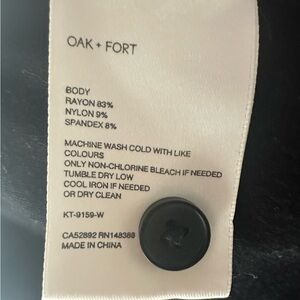 OAK + FORT
BODY
RAYON 83%
NYLON 9%
SPANDEX 8%
MACHINE WASH COLD WITH LIKE
COLOURS
ONLY NON-CHLORINE BLEACH IF NEEDED
TUMBLE DRY LOW
COOL IRON IF NEEDED
OR DRY CLEAN
KT-9159-W
CA52892 RN148369
MADE IN CHINA